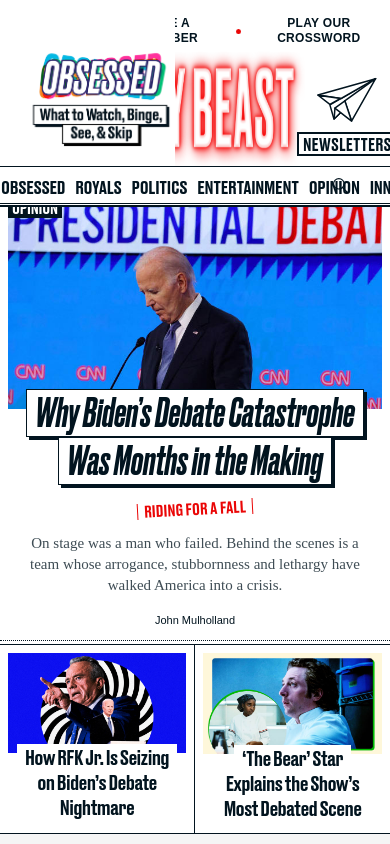 E A
BER
PLAY OUR
CROSSWORD
OBSESSED
What to Watch, Binge,
See, & Skip
Y BEAST
NEWSLETTERS
OBSESSED ROYALS POLITICS ENTERTAINMENT OPINION INN
OPINION
PRESIDENTIAL DEBAT
CNN CNN CNN CNN
Why Biden's Debate Catastrophe
Was Months in the Making
RIDING FOR A FALL
On stage was a man who failed. Behind the scenes is a
team whose arrogance, stubbornness and lethargy have
walked America into a crisis.
John Mulholland
How RFK Jr. Is Seizing
on Biden's Debate
Nightmare
'The Bear' Star
Explains the Show's
Most Debated Scene